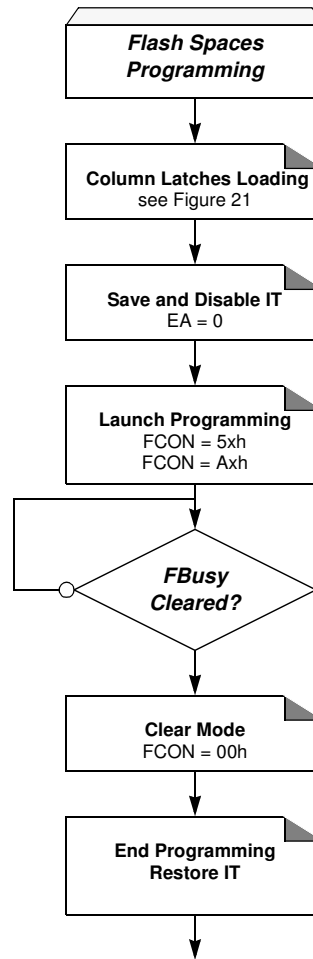 Flash Spaces
Programming
Column Latches Loading
see Figure 21
Save and Disable IT
EA = 0
Launch Programming
FCON = 5xh
FCON = Axh
FBusy
Cleared?
Clear Mode
FCON = 00h
End Programming
Restore IT